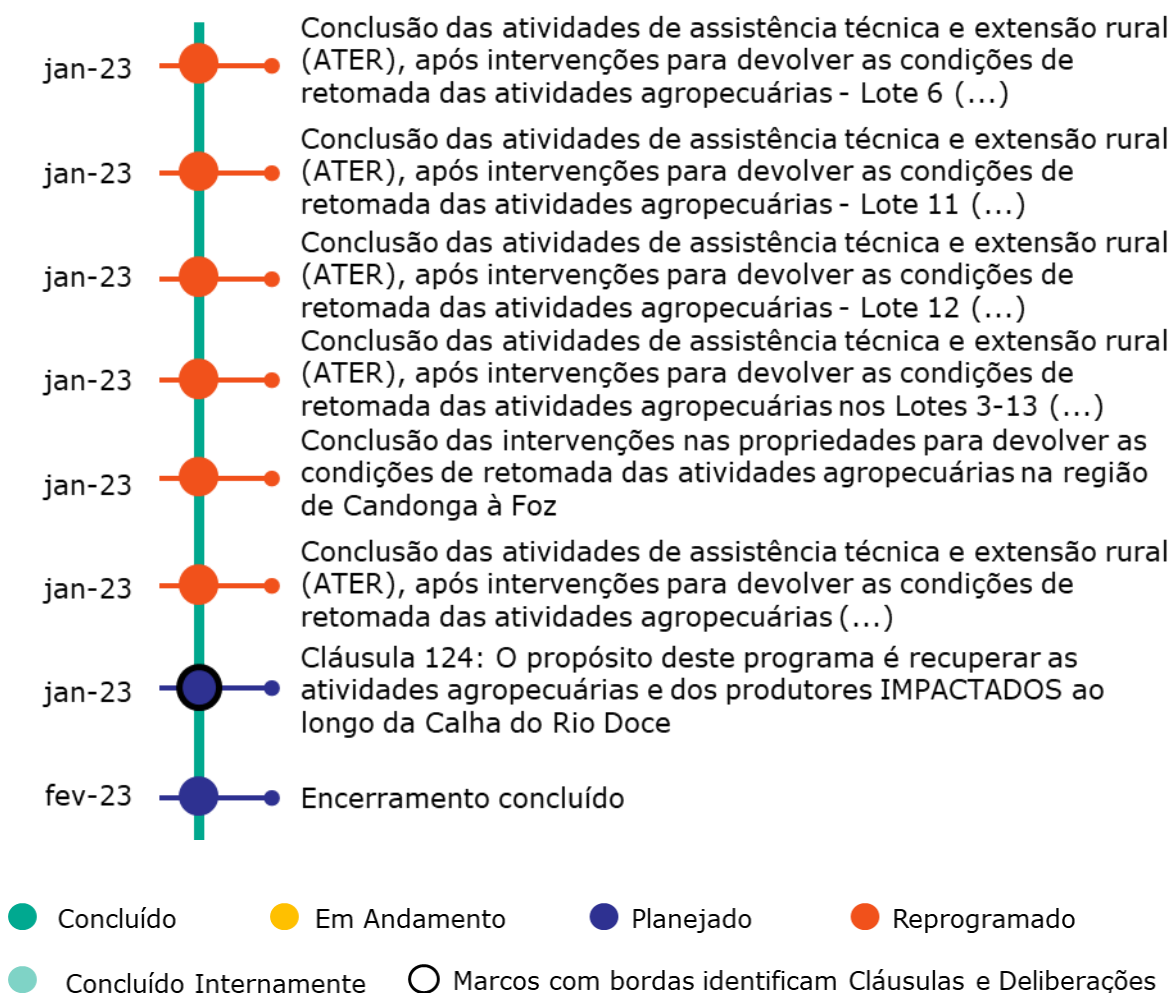 Conclusão das atividades de assistência técnica e extensão rural
jan-23 (ATER), após intervenções para devolver as condições de
retomada das atividades agropecuárias - Lote 6 (...)
Conclusão das atividades de assistência técnica e extensão rural
jan-23 (ATER), após intervenções para devolver as condições de
retomada das atividades agropecuárias - Lote 11 (...)
Conclusão das atividades de assistência técnica e extensão rural
jan-23 (ATER), após intervenções para devolver as condições de
retomada das atividades agropecuárias - Lote 12 (...)
Conclusão das atividades de assistência técnica e extensão rural
jan-23 (ATER), após intervenções para devolver as condições de
retomada das atividades agropecuárias nos Lotes 3-13 (...)
Conclusão das intervenções nas propriedades para devolver as
jan-23 condições de retomada das atividades agropecuárias na região
de Candonga à Foz
Conclusão das atividades de assistência técnica e extensão rural
jan-23 (ATER), após intervenções para devolver as condições de
retomada das atividades agropecuárias (...)
Cláusula 124: O propósito deste programa é recuperar as
jan-23 atividades agropecuárias e dos produtores IMPACTADOS ao
longo da Calha do Rio Doce
fev-23 Encerramento concluído
Concluído Em Andamento Planejado Reprogramado
Concluído Internamente Marcos com bordas identificam Cláusulas e Deliberações